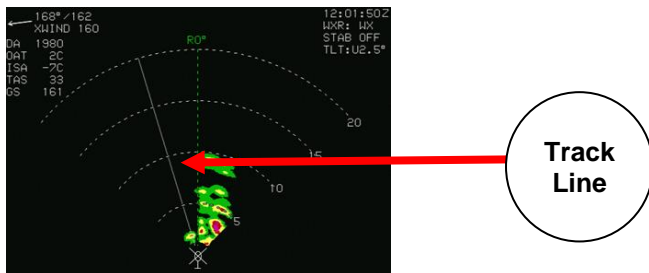 168°/162
XWIND 160
DA 1980
OAT 2C
ISA -7C
TAS 33
GS 161
R0°
12:01:50Z
WXR: WX
STAB OFF
TLT:U2.5°
20
15
10
5
Track
Line